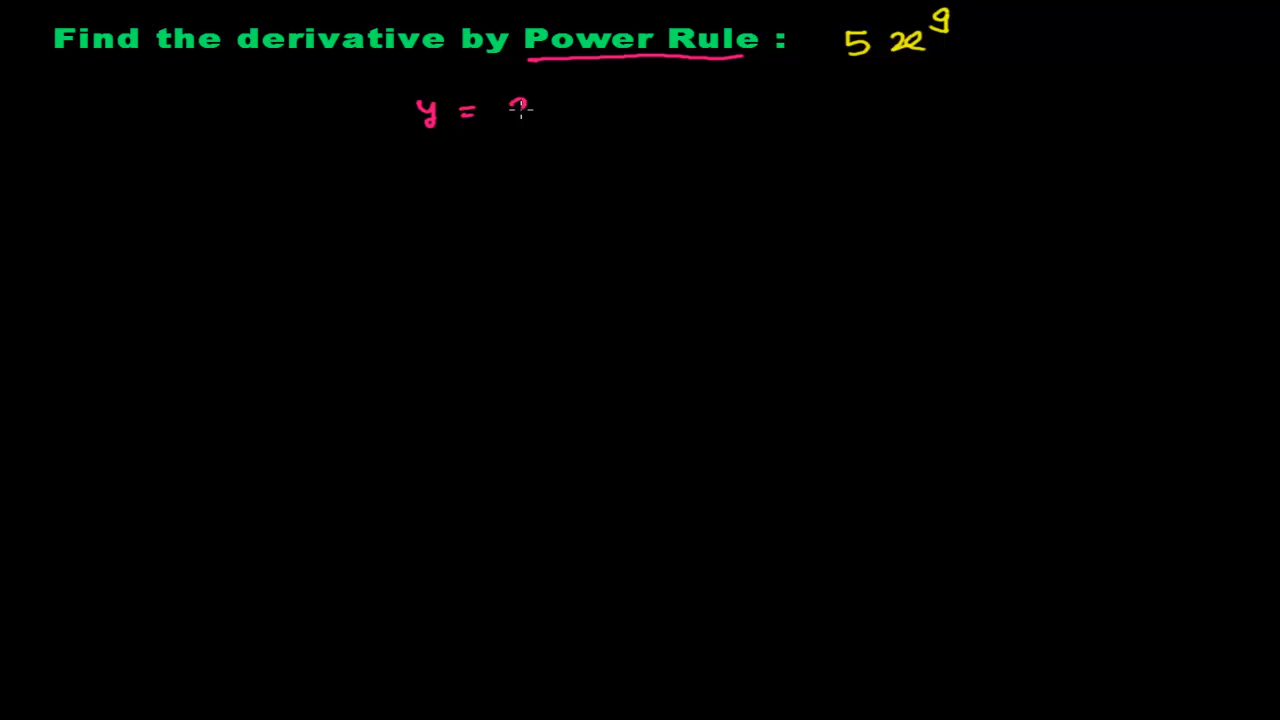 Find the derivative by Power Rule : 5 x⁹
y = ?